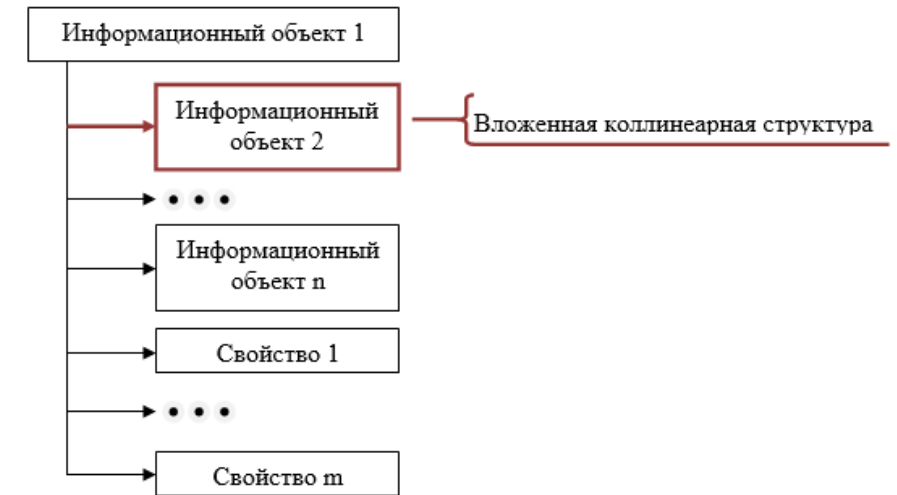 Информационный объект 1
Информационный
объект 2
Вложенная коллинеарная структура
• • •
Информационный
объект n
Свойство 1
• • •
Свойство m